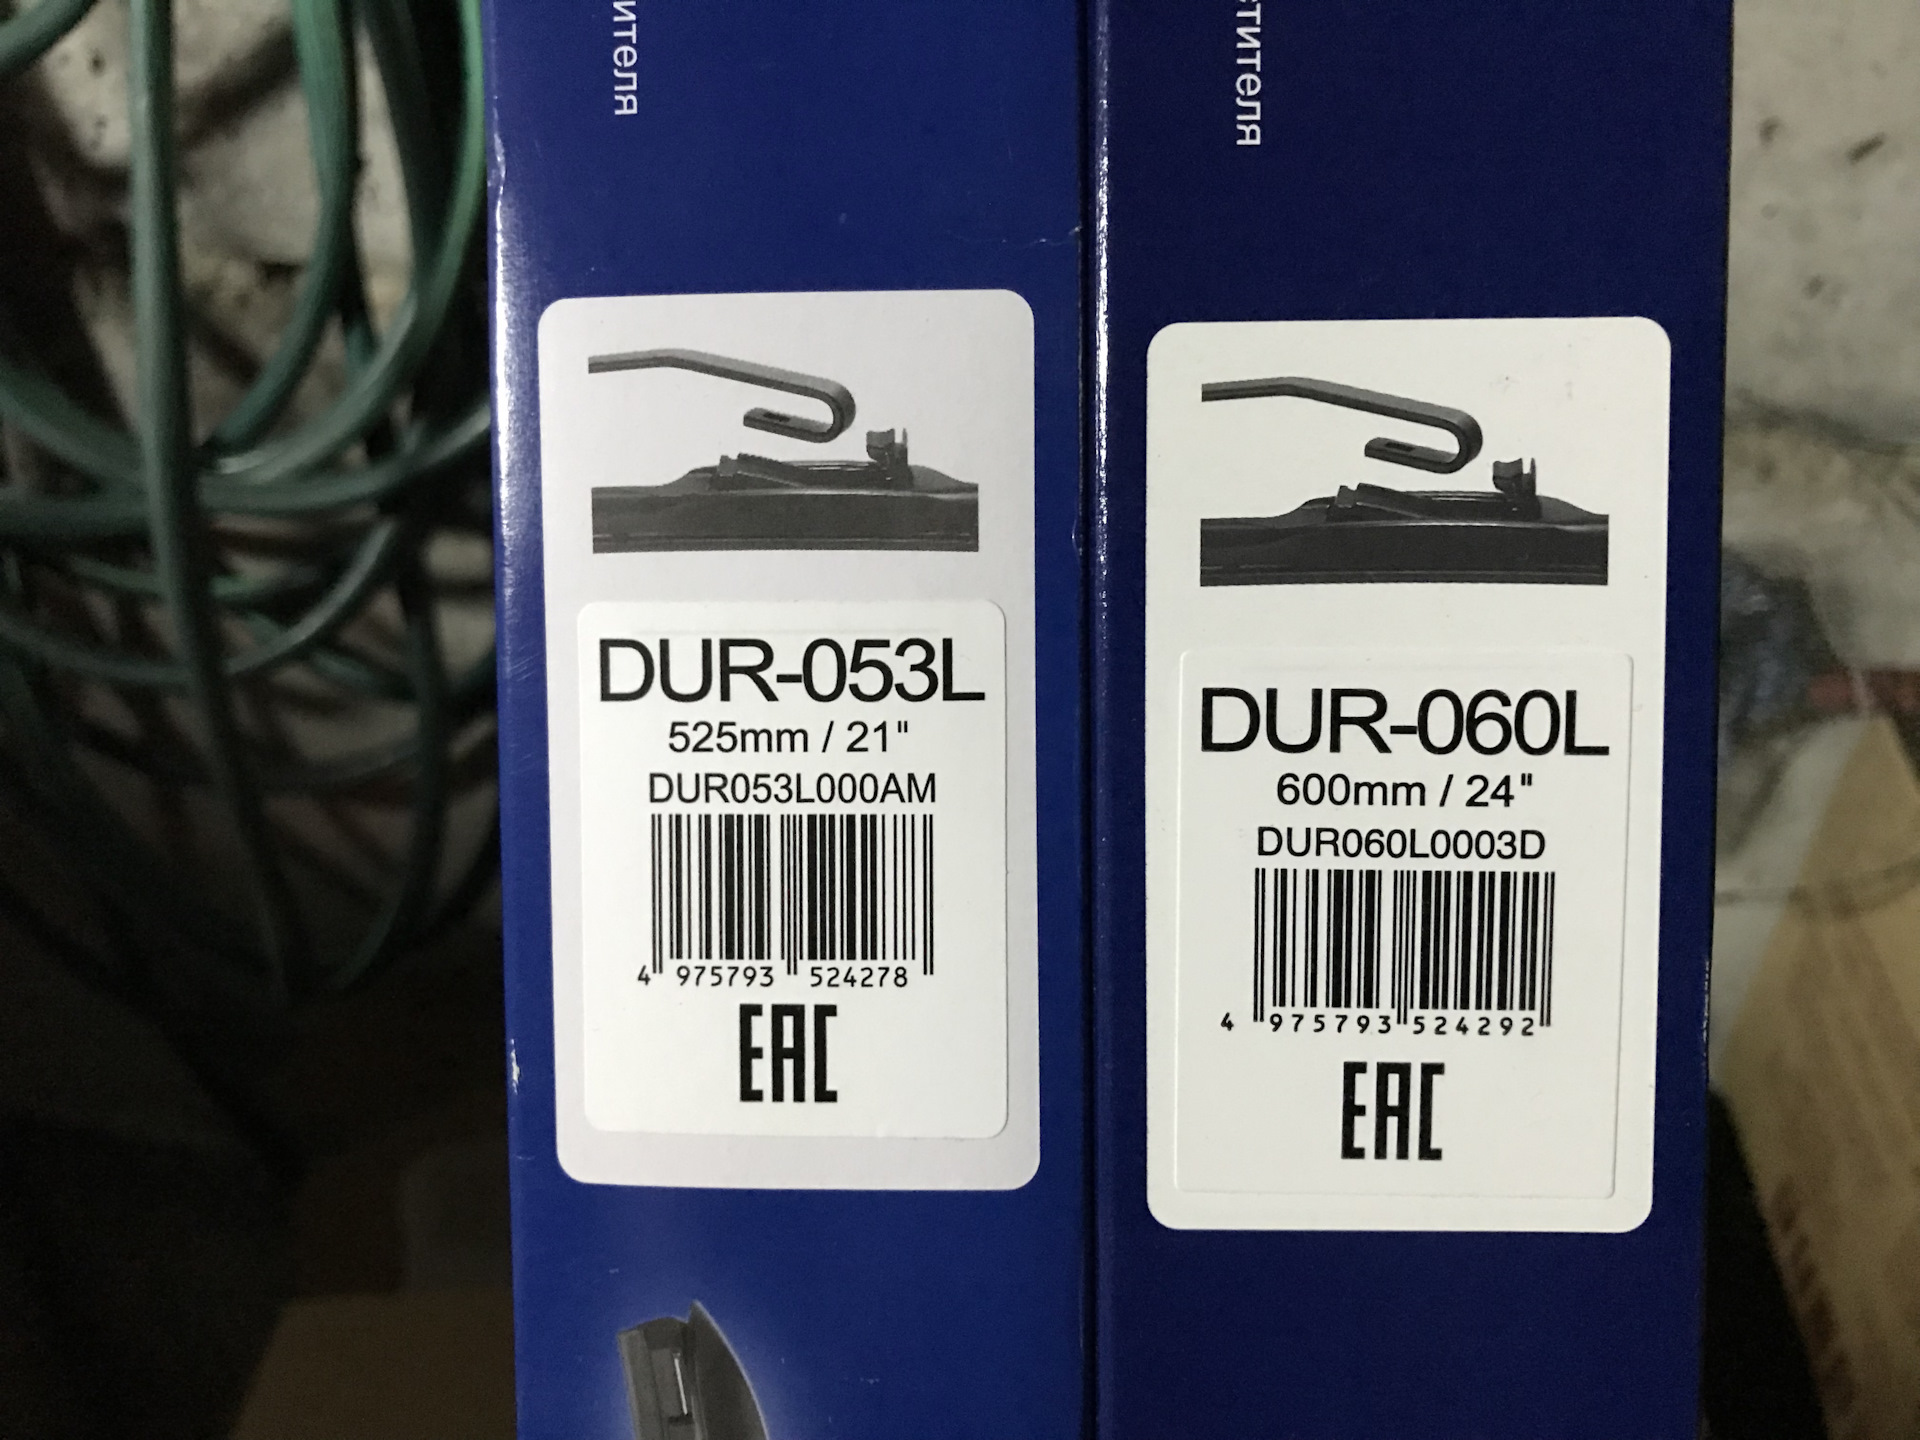 DUR-053L
525mm / 21"
DUR053L000AM
4 975793 524278
EAC
DUR-060L
600mm / 24"
DUR060L0003D
4 975793 524292
EAC